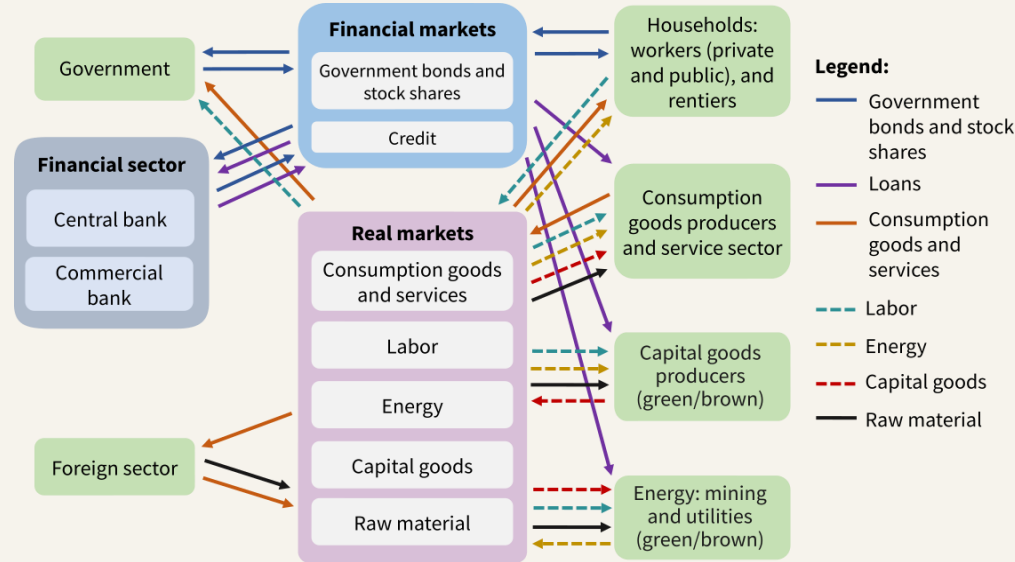 Government
Financial sector
Central bank
Commercial
bank
Foreign sector
Financial markets
Government bonds and
stock shares
Credit
Real markets
Consumption goods
and services
Labor
Energy
Capital goods
Raw material
Households:
workers (private
and public), and
rentiers
Consumption
goods producers
and service sector
Capital goods
producers
(green/brown)
Energy: mining
and utilities
(green/brown)
Legend:
Government
bonds and stock
shares
Loans
Consumption
goods and
services
Labor
Energy
Capital goods
Raw material